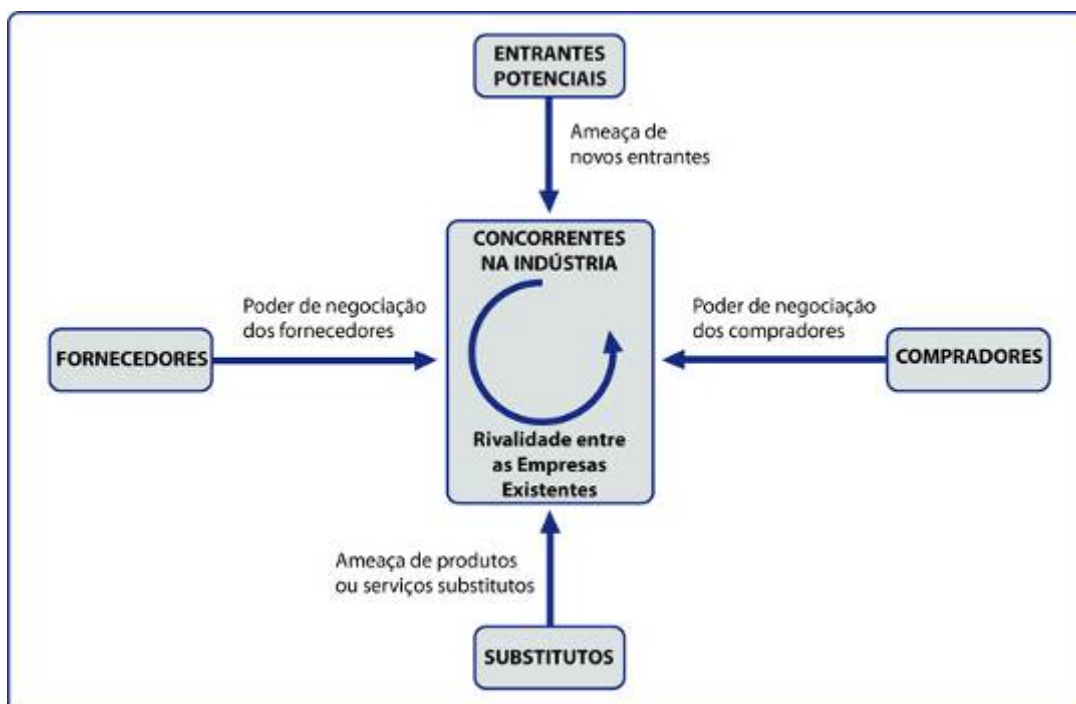 ENTRANTES
POTENCIAIS
Ameaça de
novos entrantes
CONCORRENTES
NA INDÚSTRIA
Poder de negociação
dos fornecedores
Poder de negociação
dos compradores
FORNECEDORES
COMPRADORES
Rivalidade entre
as Empresas
Existentes
Ameaça de produtos
ou serviços substitutos
SUBSTITUTOS